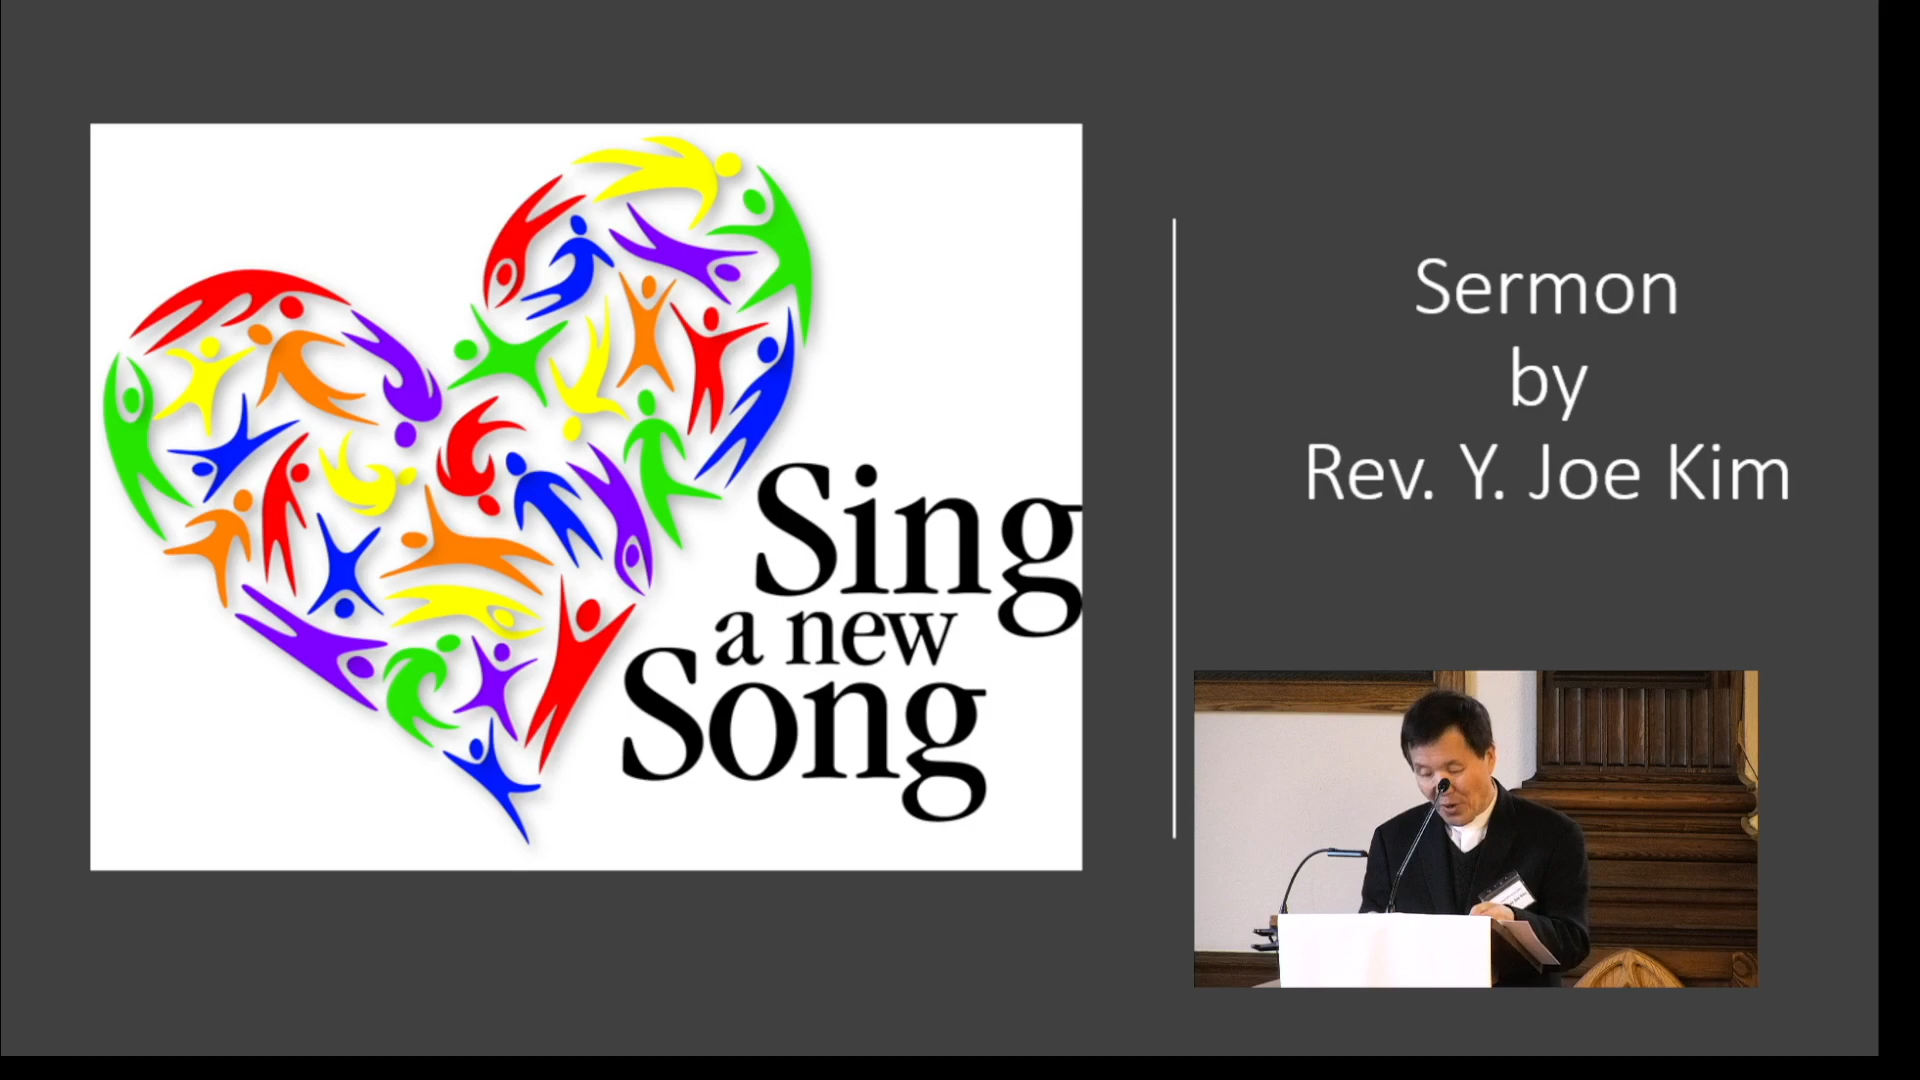 Sing
a new
Song
Sermon
by
Rev. Y. Joe Kim